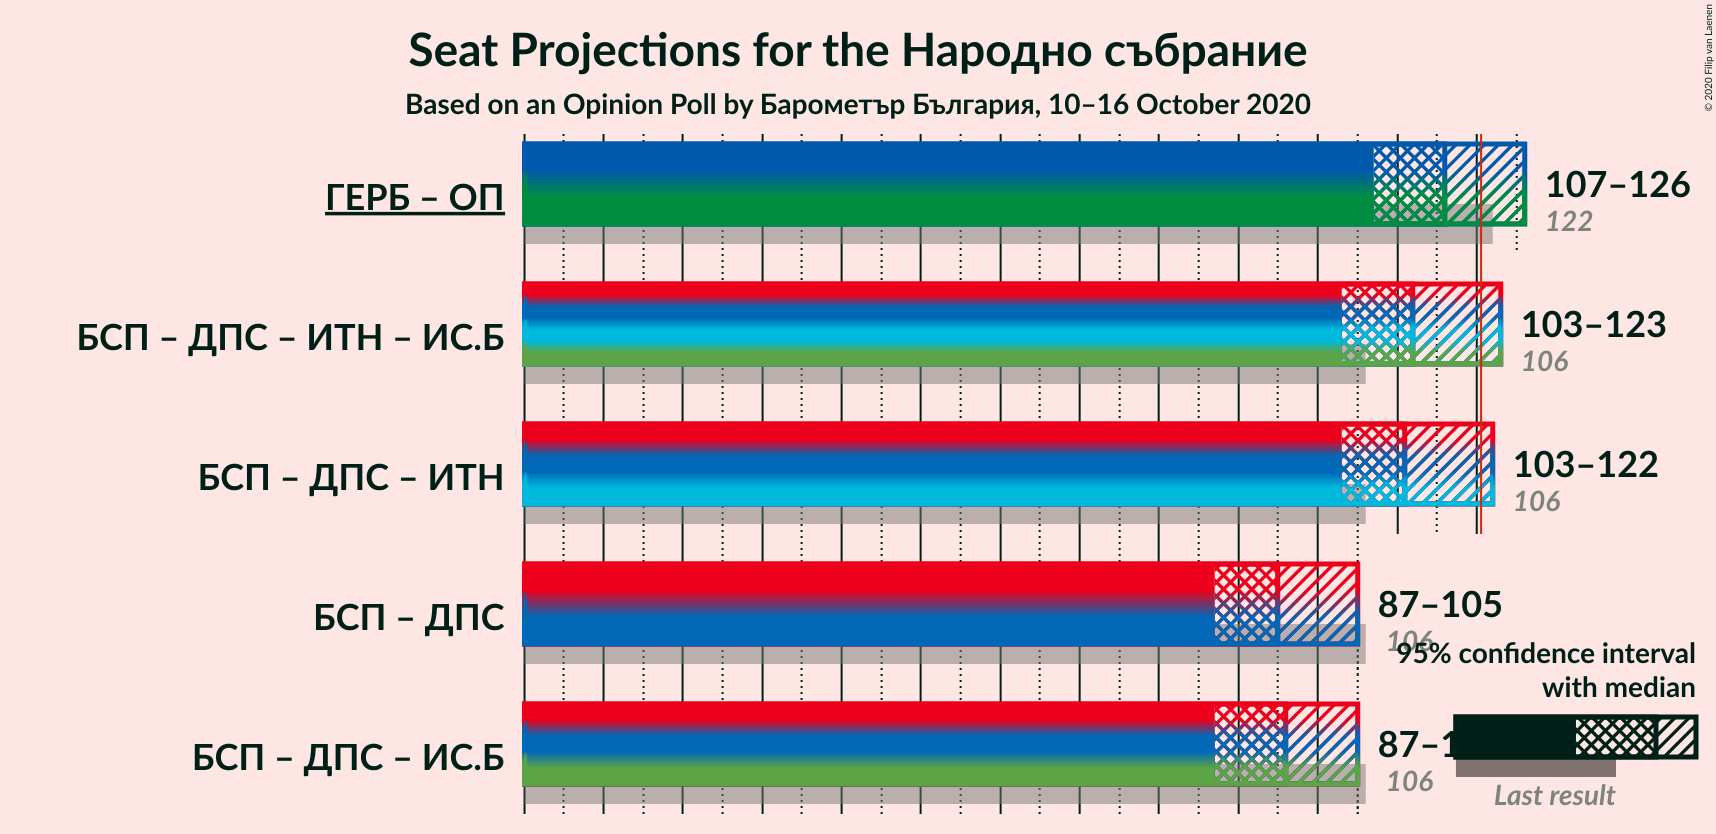 Seat Projections for the Народно събрание
Based on an Opinion Poll by Барометър България, 10–16 October 2020
© 2020 Filip van Laenen
ГЕРБ – ОП
107–126
122
БСП – ДПС – ИТН – ИС.Б
103–123
106
БСП – ДПС – ИТН
103–122
106
БСП – ДПС
87–105
106
95% confidence interval
with median
БСП – ДПС – ИС.Б
87–1
106
Last result